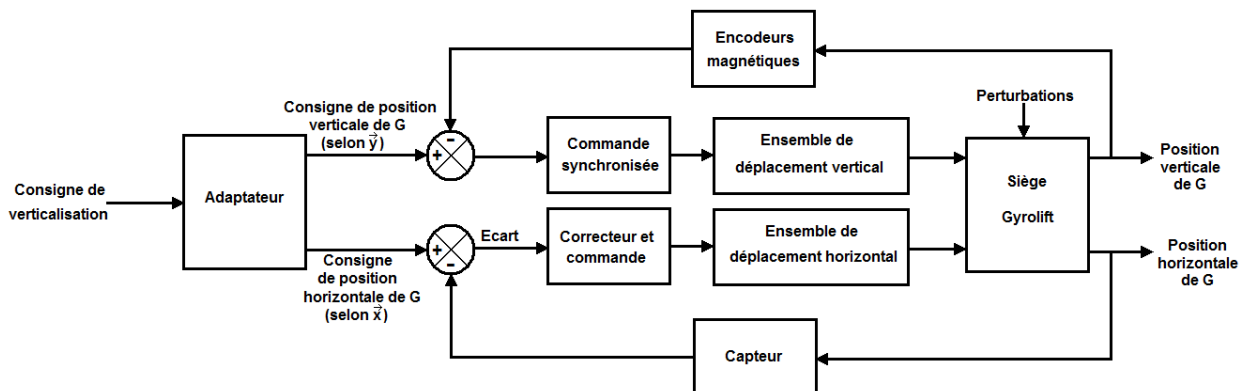 Encodeurs
magnétiques
Consigne de position
verticale de G
(selon y⃗)
Perturbations
-
+
Commande
synchronisée
Ensemble de
déplacement vertical
Position
verticale
de G
Consigne de
verticalisation
Adaptateur
Siège
Gyrolift
+
-
Ecart
Correcteur et
commande
Ensemble de
déplacement horizontal
Position
horizontale
de G
Consigne
de position
horizontale de G
(selon x⃗)
Capteur